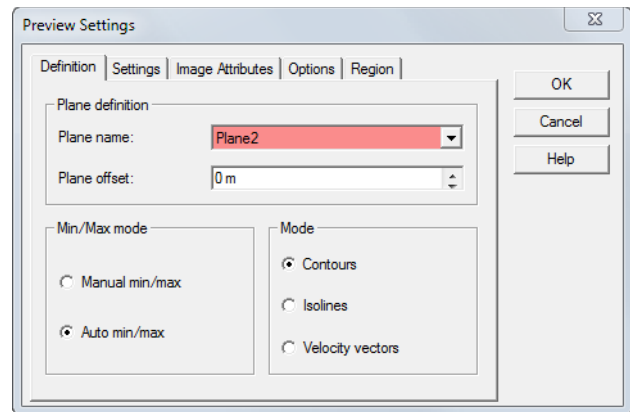 Preview Settings
Definition
Settings
Image Attributes
Options
Region
OK
Cancel
Help
Plane definition
Plane name:
Plane2
Plane offset:
0 m
Min/Max mode
Manual min/max
Auto min/max
Mode
Contours
Isolines
Velocity vectors